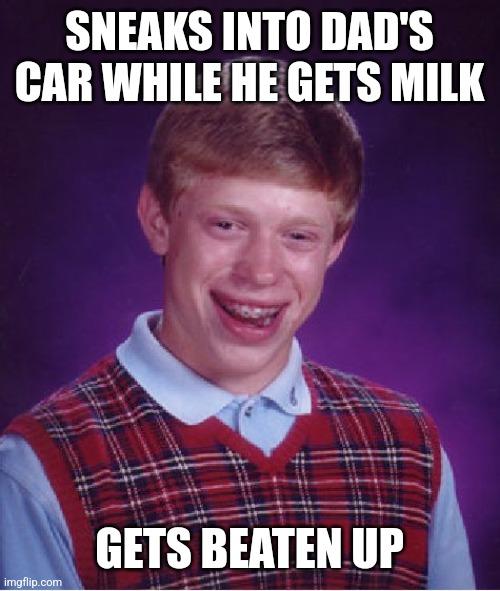 SNEAKS INTO DAD'S
CAR WHILE HE GETS MILK
GETS BEATEN UP
imgflip.com